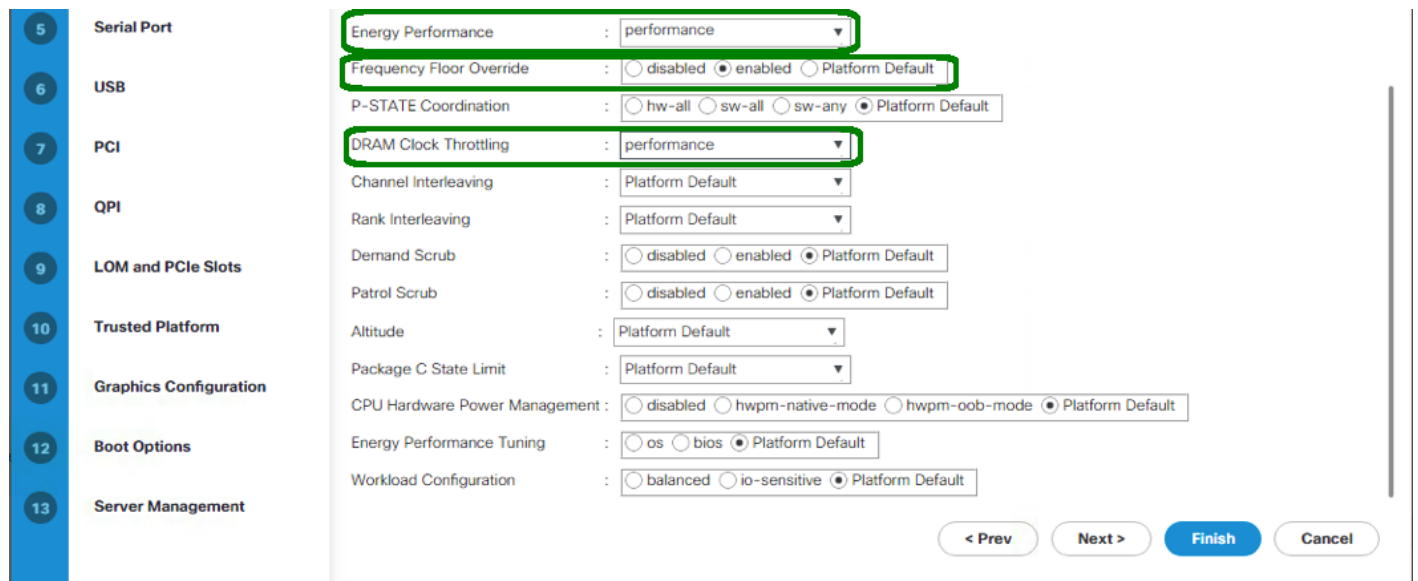 5 Serial Port
6 USB
7 PCI
8 QPI
9 LOM and PCIe Slots
10 Trusted Platform
11 Graphics Configuration
12 Boot Options
13 Server Management
Energy Performance : performance
Frequency Floor Override : disabled enabled Platform Default
P-STATE Coordination : hw-all sw-all sw-any Platform Default
DRAM Clock Throttling : performance
Channel Interleaving : Platform Default
Rank Interleaving : Platform Default
Demand Scrub : disabled enabled Platform Default
Patrol Scrub : disabled enabled Platform Default
Altitude : Platform Default
Package C State Limit : Platform Default
CPU Hardware Power Management : disabled hwpm-native-mode hwpm-oob-mode Platform Default
Energy Performance Tuning : os bios Platform Default
Workload Configuration : balanced io-sensitive Platform Default
< Prev Next > Finish Cancel